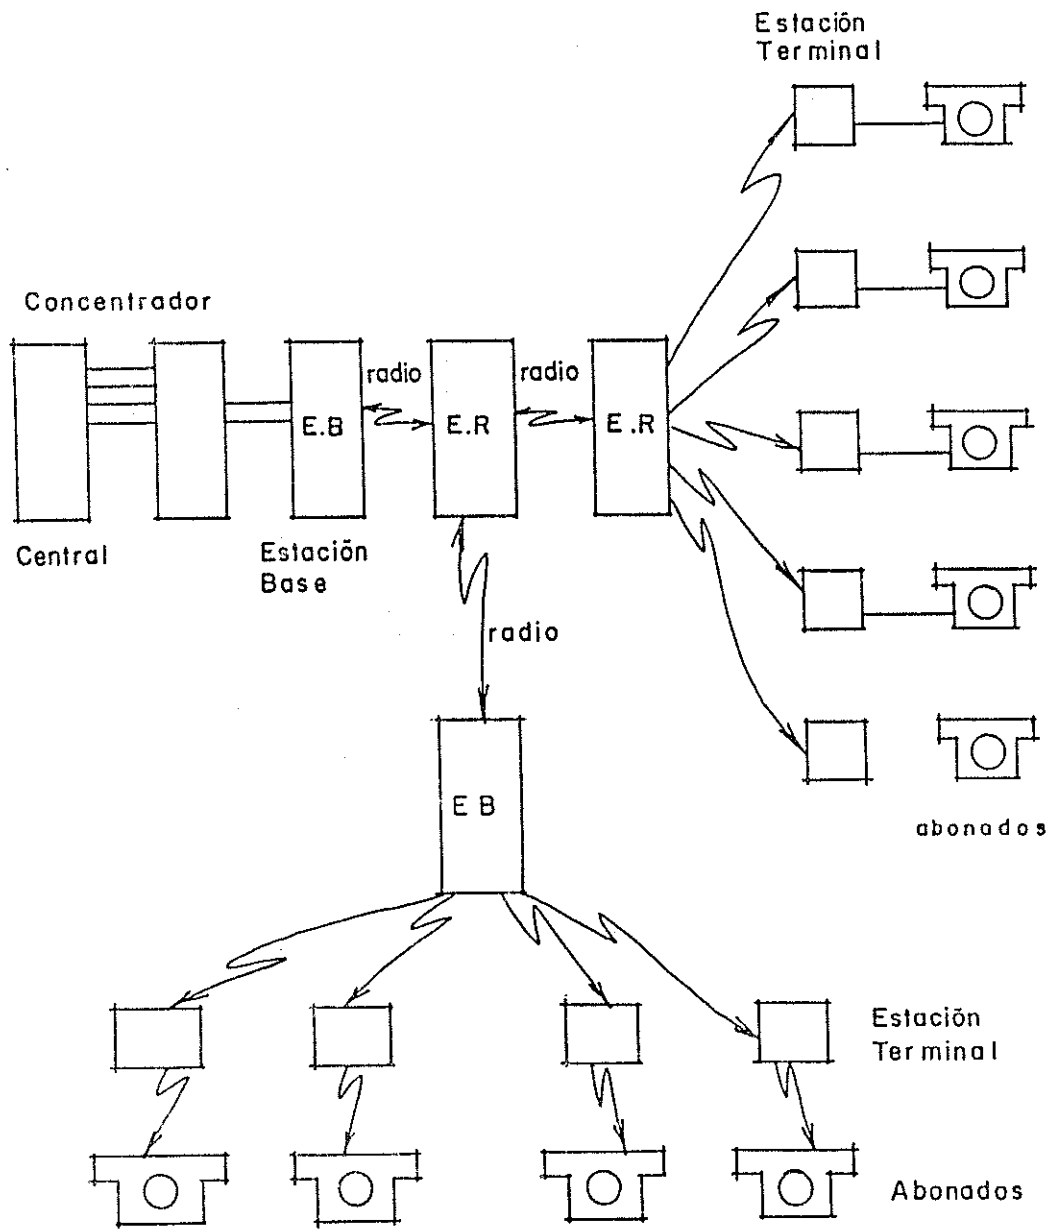 Estación
Terminal
Concentrador
radio
radio
E.B
E.R
E.R
Central
Estación
Base
radio
E B
abonados
Estación
Terminal
Abonados